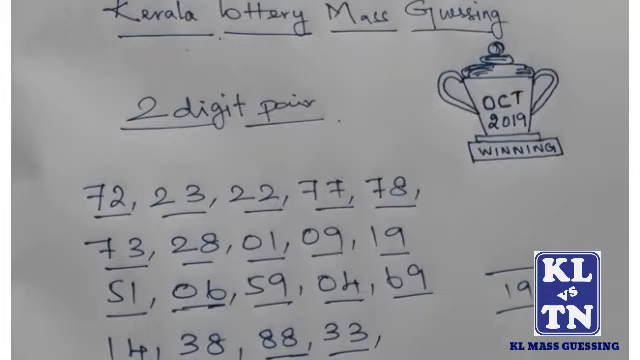 Kerala Lottery Mass Guessing
2 digit pair
OCT
2019
WINNING
72, 23, 22, 77, 78,
73, 28, 01, 09, 19
51, 06, 59, 04, 69
14, 38, 88, 33,
19
KL
VS
TN
KL MASS GUESSING